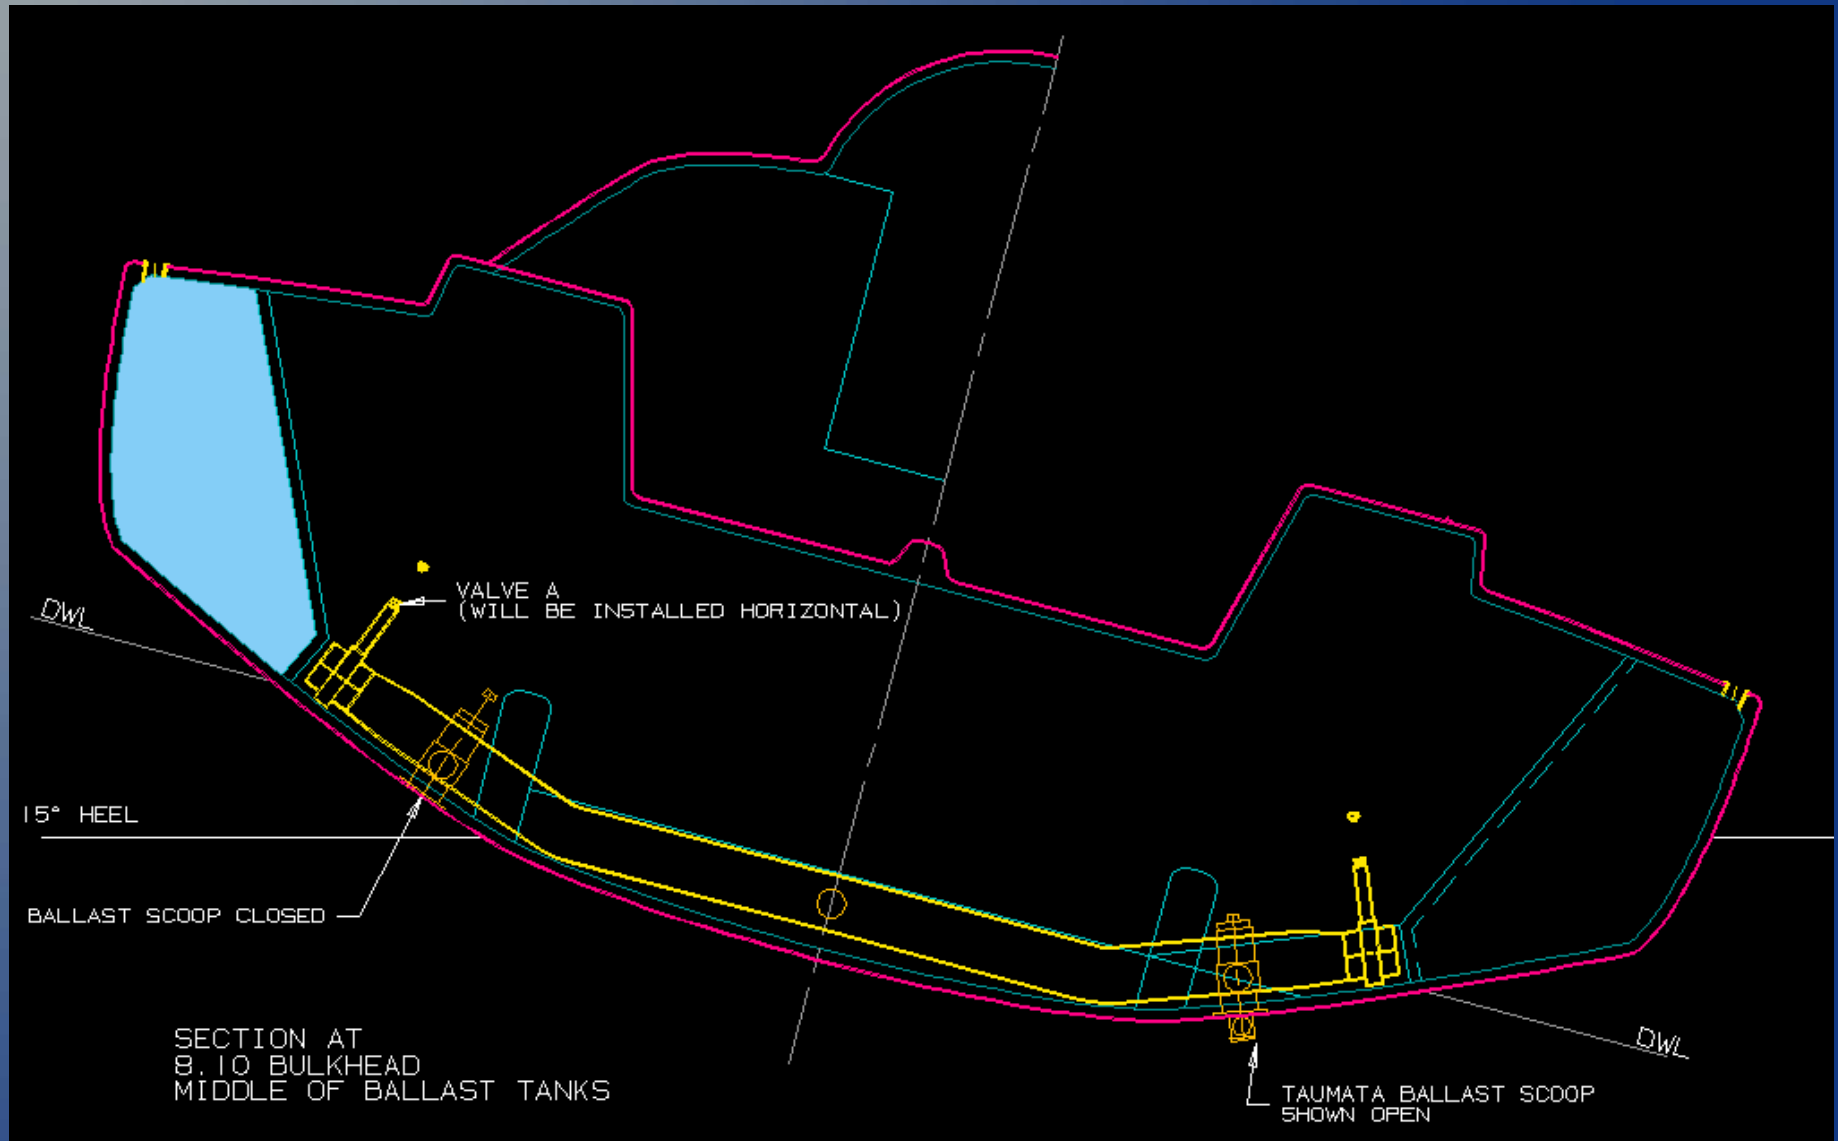 VALVE A
(WILL BE INSTALLED HORIZONTAL)
DWL
15° HEEL
BALLAST SCOOP CLOSED
SECTION AT
8.10 BULKHEAD
MIDDLE OF BALLAST TANKS
DWL
TAUMATA BALLAST SCOOP
SHOWN OPEN